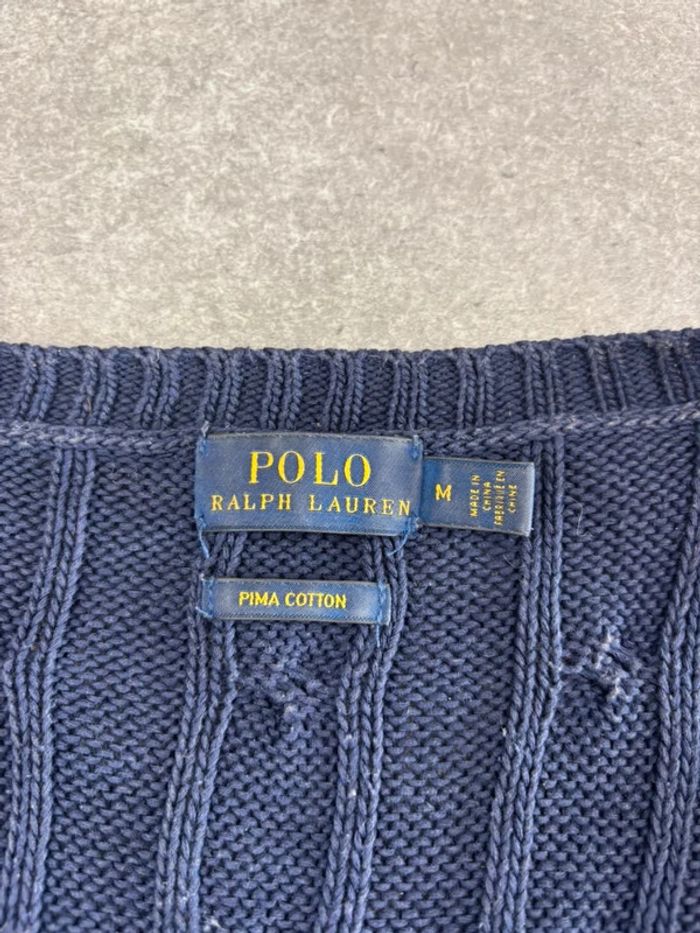 POLO
RALPH LAUREN
M
MADE IN
CHINA
FABRIQUÉ EN
CHINE
PIMA COTTON